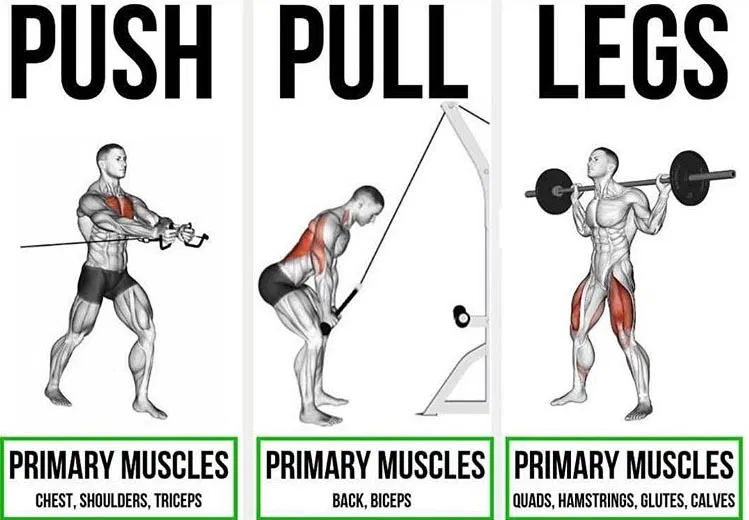 PUSH
PULL
LEGS
PRIMARY MUSCLES
CHEST, SHOULDERS, TRICEPS
PRIMARY MUSCLES
BACK, BICEPS
PRIMARY MUSCLES
QUADS, HAMSTRINGS, GLUTES, CALVES